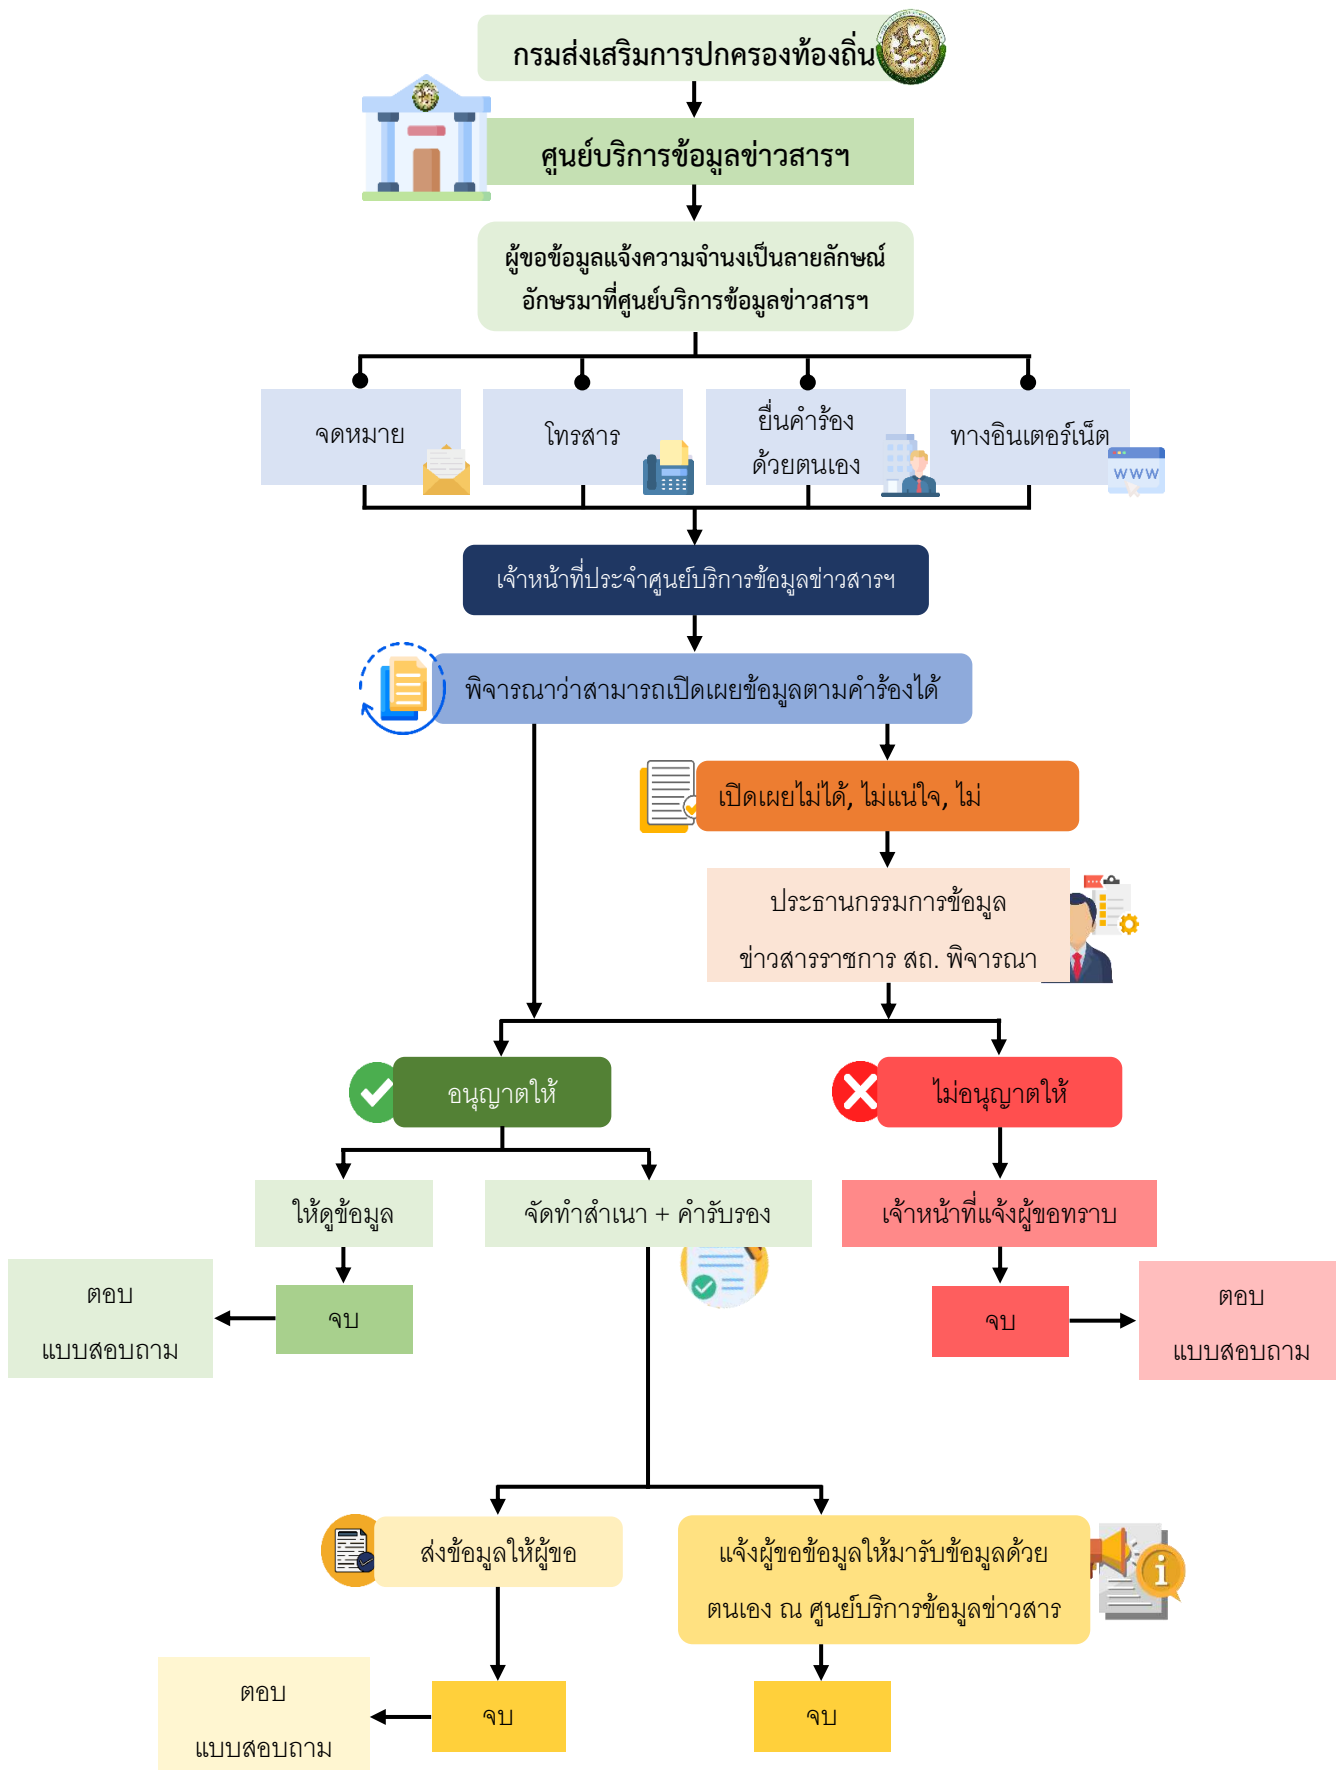 กรมส่งเสริมการปกครองท้องถิ่น
ศูนย์บริการข้อมูลข่าวสารฯ
ผู้ขอข้อมูลแจ้งความจำนงเป็นลายลักษณ์
อักษรมาที่ศูนย์บริการข้อมูลข่าวสารฯ
จดหมาย
โทรสาร
ยื่นคำร้อง
ด้วยตนเอง
ทางอินเตอร์เน็ต
WWW
เจ้าหน้าที่ประจำศูนย์บริการข้อมูลข่าวสารฯ
พิจารณาว่าสามารถเปิดเผยข้อมูลตามคำร้องได้
เปิดเผยไม่ได้, ไม่แน่ใจ, ไม่
ประธานกรรมการข้อมูล
ข่าวสารราชการ สถ. พิจารณา
อนุญาตให้
ไม่อนุญาตให้
ให้ดูข้อมูล
จัดทำสำเนา + คำรับรอง
เจ้าหน้าที่แจ้งผู้ขอทราบ
ตอบ
แบบสอบถาม
จบ
จบ
ตอบ
แบบสอบถาม
ส่งข้อมูลให้ผู้ขอ
แจ้งผู้ขอข้อมูลให้มารับข้อมูลด้วย
ตนเอง ณ ศูนย์บริการข้อมูลข่าวสาร
i
ตอบ
แบบสอบถาม
จบ
จบ